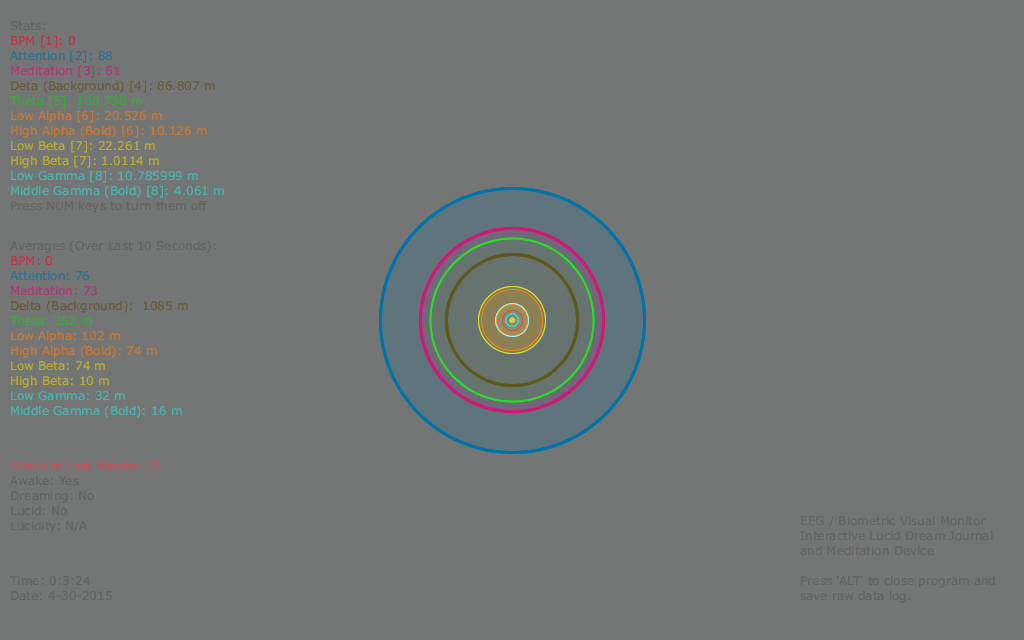 Stats:
BPM [1]: 0
Attention [2]: 88
Meditation [3]: 61
Deta (Background) [4]: 86.807 m
Theta [5]:
Low Alpha [6]: 20.526 m
High Alpha (Bold) [6]: 10.126 m
Low Beta [7]: 22.261 m
High Beta [7]: 1.0114 m
Low Gamma [8]: 10.785999 m
Middle Gamma (Bold) [8]: 4.061 m
Press NUM keys to turn them off
Averages (Over Last 10 Seconds):
BPM: 0
Attention: 76
Meditation: 73
Delta (Background): 1085 m
Theta: 352 m
Low Alpha: 102 m
High Alpha (Bold): 74 m
Low Beta: 74 m
High Beta: 10 m
Low Gamma: 32 m
Middle Gamma (Bold): 16 m
Awake: Yes
Dreaming: No
Lucid: No
Lucidity: N/A
Time: 0:3:24
Date: 4-30-2015
EEG / Biometric Visual Monitor
Interactive Lucid Dream Journal
and Meditation Device
Press 'ALT' to close program and
save raw data log.